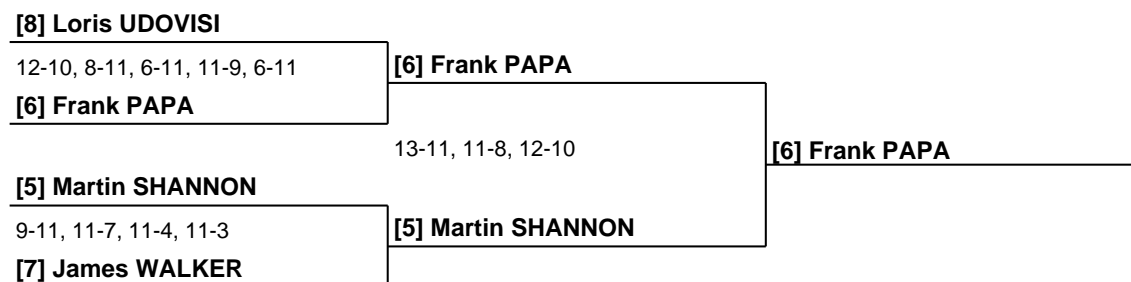 [8] Loris UDOVISI
12-10, 8-11, 6-11, 11-9, 6-11
[6] Frank PAPA
[6] Frank PAPA
13-11, 11-8, 12-10
[6] Frank PAPA
[5] Martin SHANNON
9-11, 11-7, 11-4, 11-3
[5] Martin SHANNON
[7] James WALKER